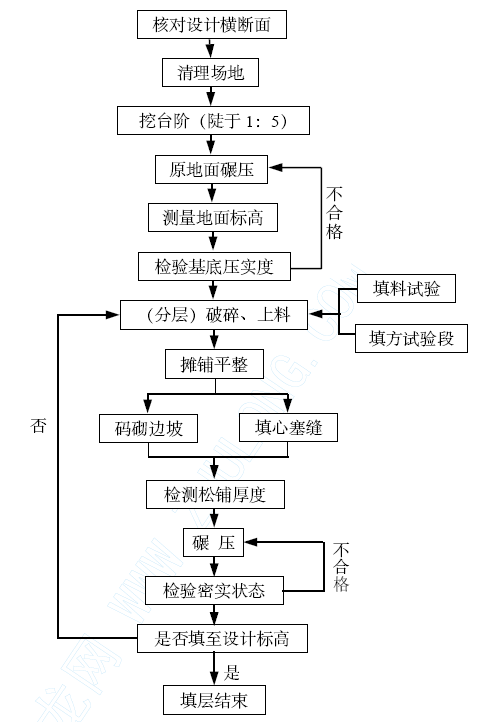 核对设计横断面
清理场地
挖台阶（陡于1：5）
原地面碾压
不合格
测量地面标高
检验基底压实度
填料试验
（分层）破碎、上料
填方试验段
摊铺平整
否
码砌边坡
填心塞缝
检测松铺厚度
碾 压
不合格
检验密实状态
是否填至设计标高
是
填层结束